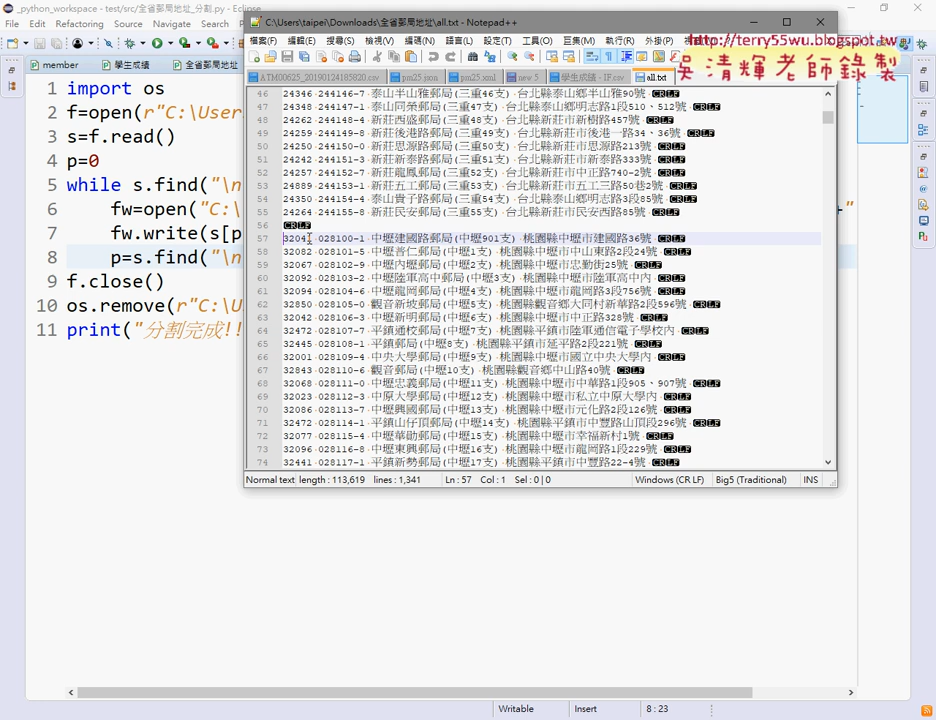 _python_workspace - test/src/全省郵局地址_分割.py - Eclipse
File Edit Refactoring Source Navigate Search
member 學生成績 全省郵局地址
1 import os
2 f=open(r"C:\User
3 s=f.read()
4 p=0
5 while s.find("\n
6 fw=open("C:\
7 fw.write(s[p
8 p=s.find("\n
9 f.close()
10 os.remove(r"C:\U
11 print("分割完成!!
C:\Users\taipei\Downloads\全省郵局地址\all.txt - Notepad++
檔案(F) 編輯(E) 搜尋(S) 檢視(V) 編碼(N) 語言(L) 設定(T) 工具(O) 巨集(M) 執行(R) 外掛(P)
http://terry55wu.blogspot.tw
吳清輝老師錄製
ATM00625_20190124185820.csv pm25.json pm25.xml new 5 學生成績 - IF.csv all.txt
46 24346 244146-7 泰山半山雅郵局(三重46支) 台北縣泰山鄉半山雅90號 CRLF
47 24348 244147-1 泰山同榮郵局(三重47支) 台北縣泰山鄉明志路1段510、512號 CRLF
48 24262 244148-4 新莊西盛郵局(三重48支) 台北縣新莊市新樹路457號 CRLF
49 24259 244149-8 新莊後港路郵局(三重49支) 台北縣新莊市後港一路34、36號 CRLF
50 24250 244150-0 新莊思源路郵局(三重50支) 台北縣新莊市思源路213號 CRLF
51 24242 244151-3 新莊新泰路郵局(三重51支) 台北縣新莊市新泰路333號 CRLF
52 24257 244152-7 新莊龍鳳郵局(三重52支) 台北縣新莊市中正路740-2號 CRLF
53 24889 244153-1 新莊五工郵局(三重53支) 台北縣新莊市五工三路50巷2號 CRLF
54 24350 244154-4 泰山貴子路郵局(三重54支) 台北縣泰山鄉明志路3段85號 CRLF
55 24264 244155-8 新莊民安郵局(三重55支) 台北縣新莊市民安西路85號 CRLF
56 CRLF
57 32041 028100-1 中壢建國路郵局(中壢901支) 桃園縣中壢市建國路36號 CRLF
58 32082 028101-5 中壢普仁郵局(中壢1支) 桃園縣中壢市中山東路2段24號 CRLF
59 32067 028102-9 中壢內壢郵局(中壢2支) 桃園縣中壢市忠勤街25號 CRLF
60 32092 028103-2 中壢陸軍高中郵局(中壢3支) 桃園縣中壢市陸軍高中內 CRLF
61 32094 028104-6 中壢龍岡郵局(中壢4支) 桃園縣中壢市龍岡路3段756號 CRLF
62 32850 028105-0 觀音新坡郵局(中壢5支) 桃園縣觀音鄉大同村新華路2段596號 CRLF
63 32042 028106-3 中壢新明郵局(中壢6支) 桃園縣中壢市中正路328號 CRLF
64 32472 028107-7 平鎮通校郵局(中壢7支) 桃園縣平鎮市陸軍通信電子學校內 CRLF
65 32445 028108-1 平鎮郵局(中壢8支) 桃園縣平鎮市延平路2段221號 CRLF
66 32001 028109-4 中央大學郵局(中壢9支) 桃園縣中壢市國立中央大學內 CRLF
67 32843 028110-6 觀音郵局(中壢10支) 桃園縣觀音鄉中山路40號 CRLF
68 32068 028111-0 中壢忠義郵局(中壢11支) 桃園縣中壢市中華路1段905、907號 CRLF
69 32023 028112-3 中原大學郵局(中壢12支) 桃園縣中壢市私立中原大學內 CRLF
70 32086 028113-7 中壢興國郵局(中壢13支) 桃園縣中壢市元化路2段126號 CRLF
71 32472 028114-1 平鎮山仔頂郵局(中壢14支) 桃園縣平鎮市中豐路山頂段296號 CRLF
72 32077 028115-4 中壢華勛郵局(中壢15支) 桃園縣中壢市幸福新村1號 CRLF
73 32096 028116-8 中壢東興郵局(中壢16支) 桃園縣中壢市龍岡路1段229號 CRLF
74 32441 028117-1 平鎮新勢郵局(中壢17支) 桃園縣平鎮市中豐路22-4號 CRLF
Normal text length : 113,619 lines : 1,341 Ln : 57 Col : 1 Sel : 0 | 0 Windows (CR LF) Big5 (Traditional) INS
Writable Insert 8 : 23